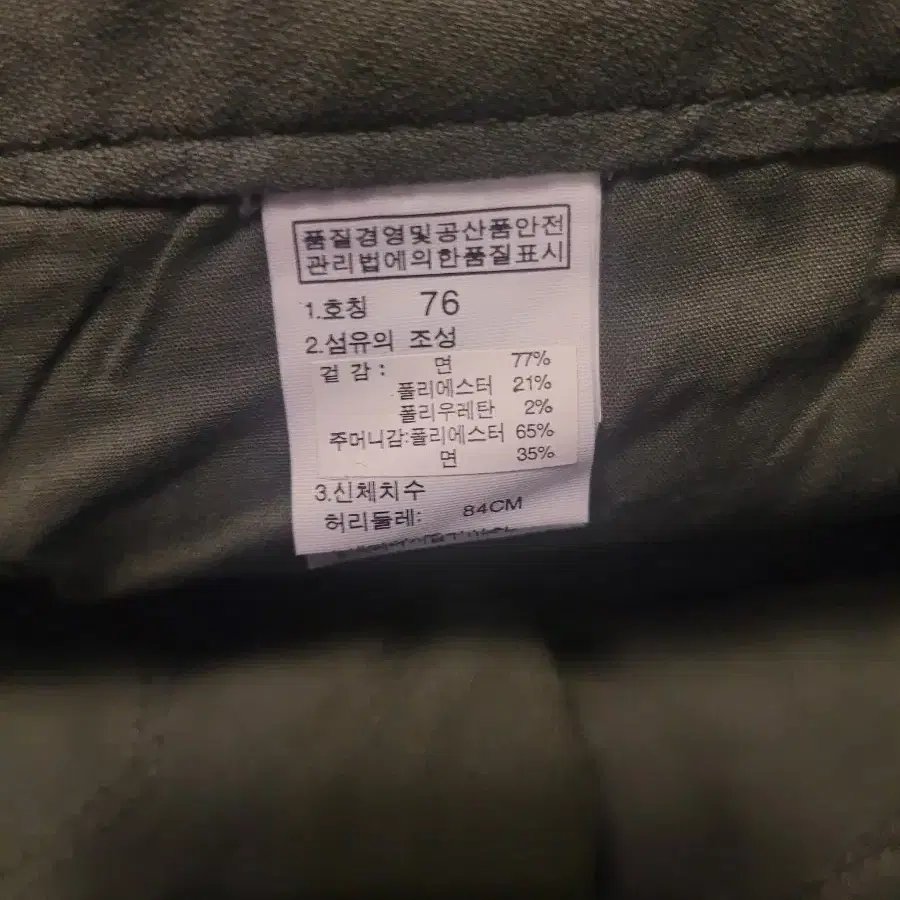 품질경영및공산품안전
관리법에의한품질표시
1.호칭 76
2.섬유의 조성
겉 감 : 면 77%
폴리에스터 21%
폴리우레탄 2%
주머니감:폴리에스터 65%
면 35%
3.신체치수
허리둘레: 84CM